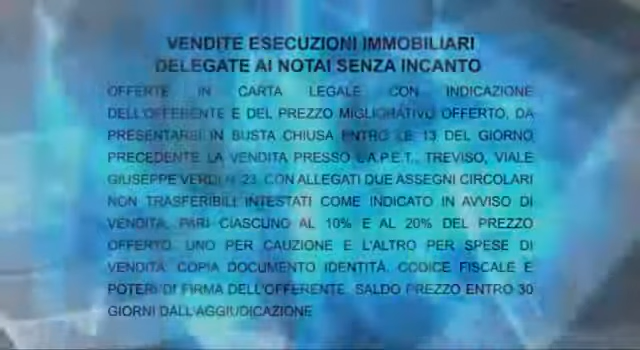 VENDITE ESECUZIONI IMMOBILIARI
DELEGATE AI NOTAI SENZA INCANTO
OFFERTE IN CARTA LEGALE CON INDICAZIONE
DELL'OFFERENTE E DEL PREZZO MIGLIORATIVO OFFERTO, DA
PRESENTARSI IN BUSTA CHIUSA ENTRO LE 13 DEL GIORNO
PRECEDENTE LA VENDITA PRESSO L'A.P.E.T., TREVISO, VIALE
GIUSEPPE VERDI N. 23, CON ALLEGATI DUE ASSEGNI CIRCOLARI
NON TRASFERIBILI INTESTATI COME INDICATO IN AVVISO DI
VENDITA, PARI CIASCUNO AL 10% E AL 20% DEL PREZZO
OFFERTO, UNO PER CAUZIONE E L'ALTRO PER SPESE DI
VENDITA. COPIA DOCUMENTO IDENTITÀ, CODICE FISCALE E
POTERI DI FIRMA DELL'OFFERENTE. SALDO PREZZO ENTRO 30
GIORNI DALL'AGGIUDICAZIONE